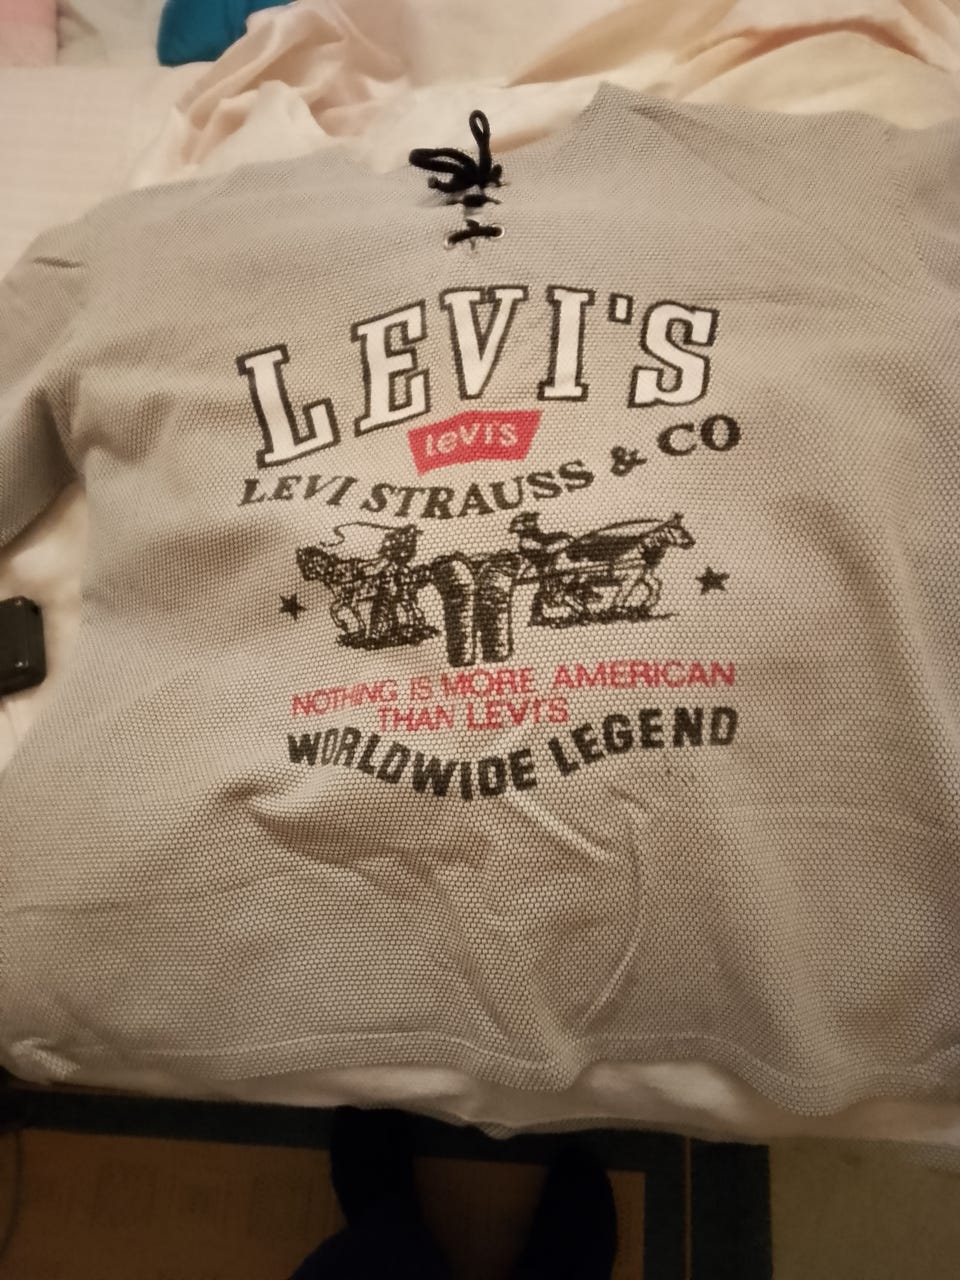 LEVI'S
LeVI'S
LEVI STRAUSS & CO
NOTHING IS MORE AMERICAN
THAN LEVI'S
WORLDWIDE LEGEND